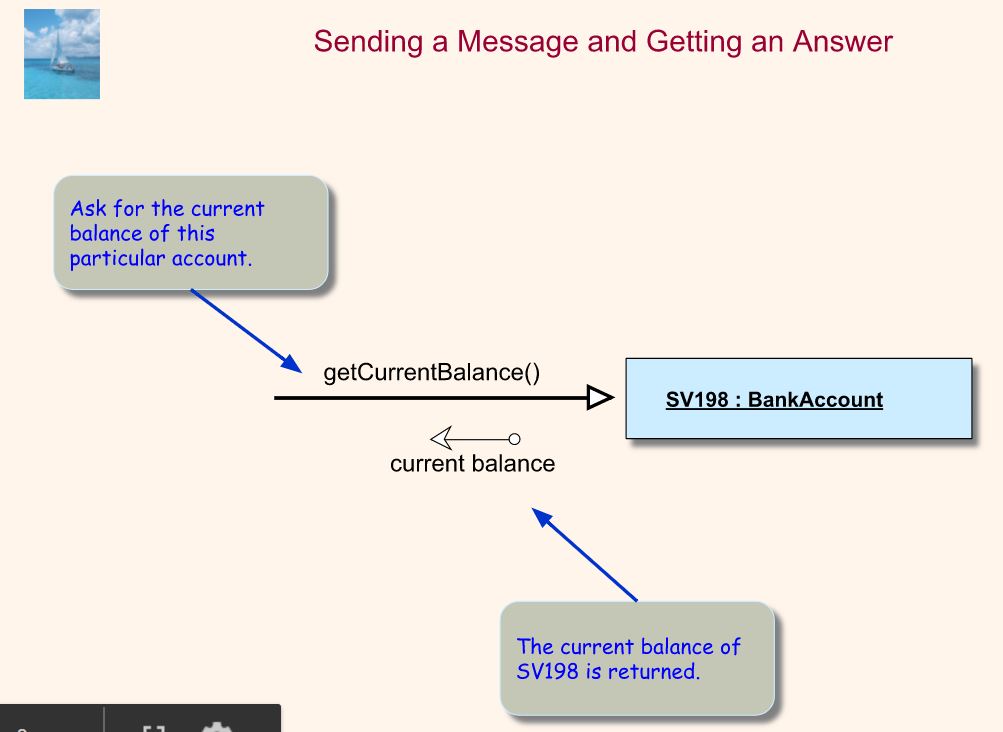 Sending a Message and Getting an Answer
Ask for the current
balance of this
particular account.
getCurrentBalance()
SV198 : BankAccount
current balance
The current balance of
SV198 is returned.